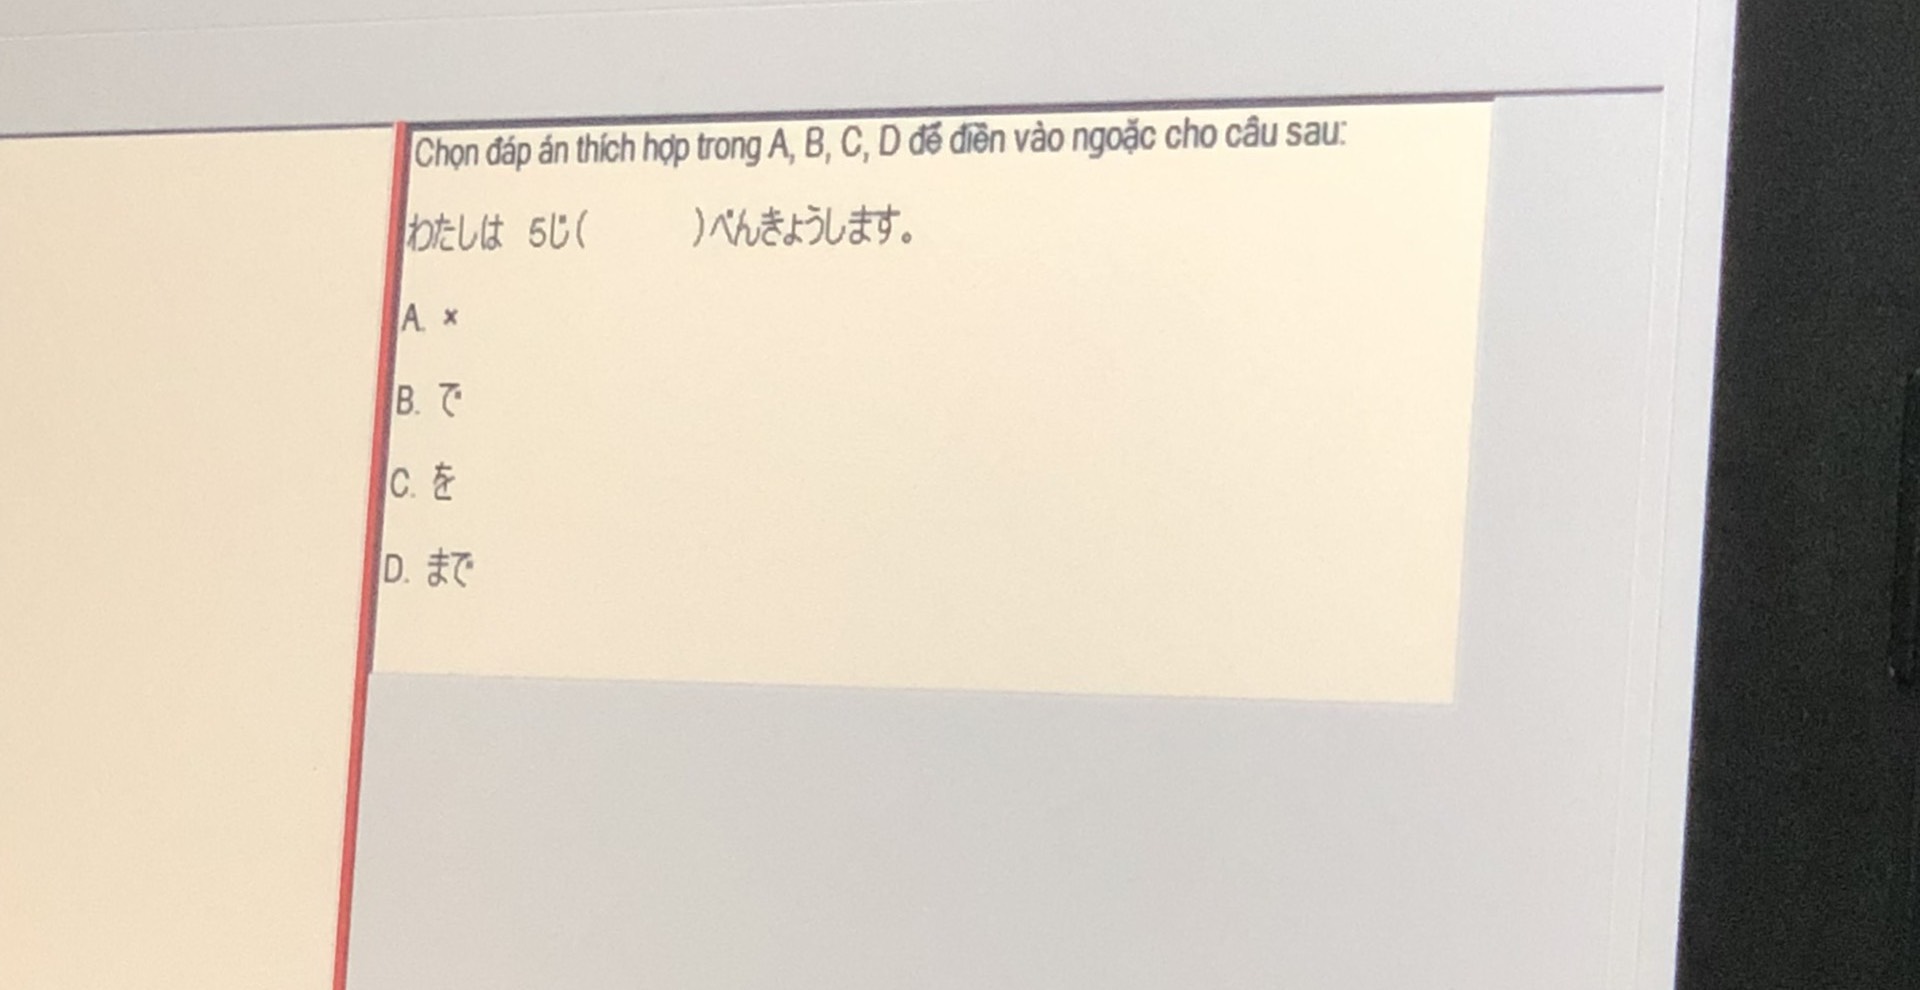 Chọn đáp án thích hợp trong A, B, C, D để điền vào ngoặc cho câu sau:
わたしは 5じ( )べんきょうします。
A. ×
B. で
C. を
D. まで